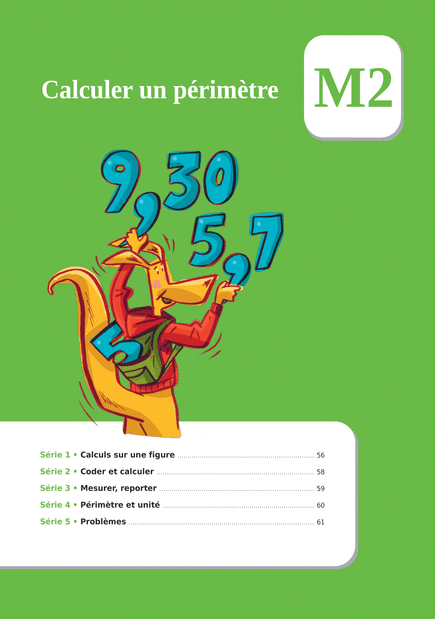 Calculer un périmètre
M2
9,30
5,7
5
Série 1 • Calculs sur une figure ........ 56
Série 2 • Coder et calculer ........ 58
Série 3 • Mesurer, reporter ........ 59
Série 4 • Périmètre et unité ........ 60
Série 5 • Problèmes ........ 61